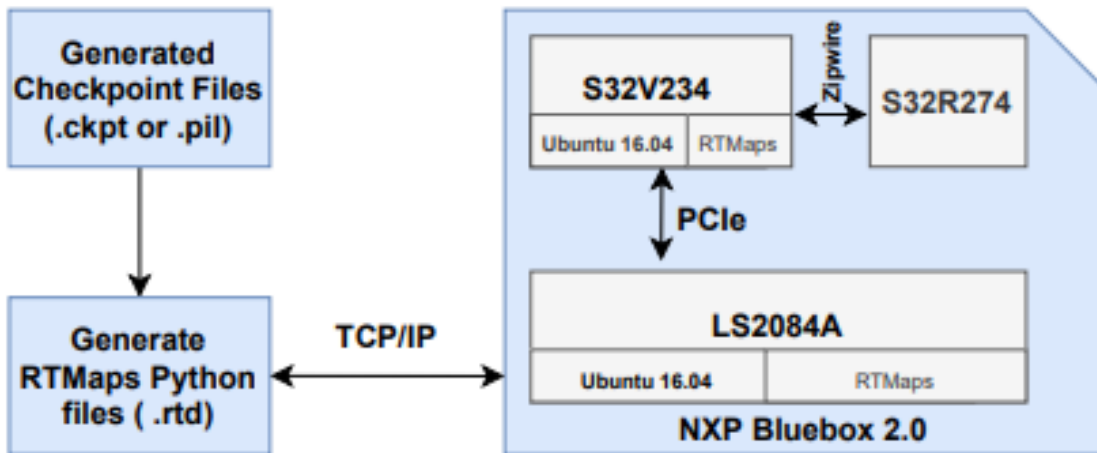 Generated
Checkpoint Files
(.ckpt or .pil)
Generate
RTMaps Python
files ( .rtd)
TCP/IP
S32V234
Ubuntu 16.04
RTMaps
Zipwire
S32R274
PCIe
LS2084A
Ubuntu 16.04
RTMaps
NXP Bluebox 2.0